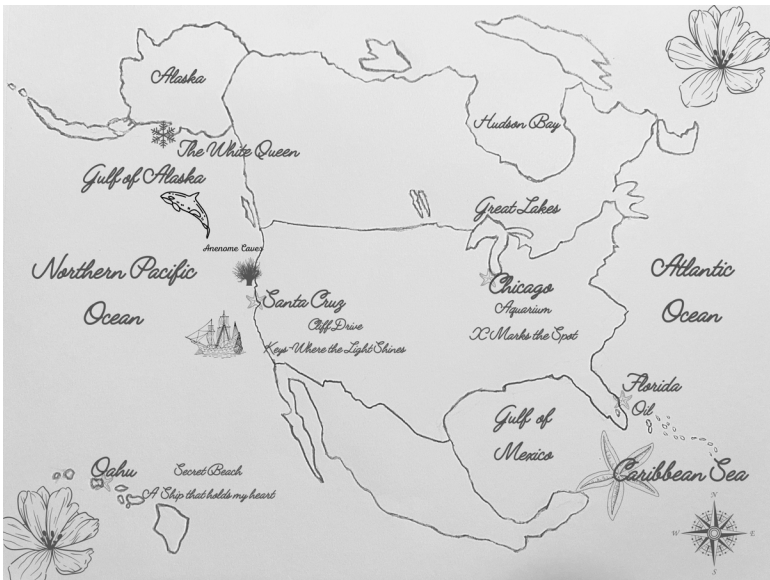 Alaska
Hudson Bay
The White Queen
Gulf of Alaska
Great Lakes
Anenome Caves
Northern Pacific
Ocean
Atlantic
Ocean
Chicago
Aquarium
X Marks the Spot
Santa Cruz
Cliff Drive
Keys-Where the Light Shines
Florida
Oil
Gulf of
Mexico
Caribbean Sea
Oahu
Secret Beach
A Ship that holds my heart
N
W
E
S